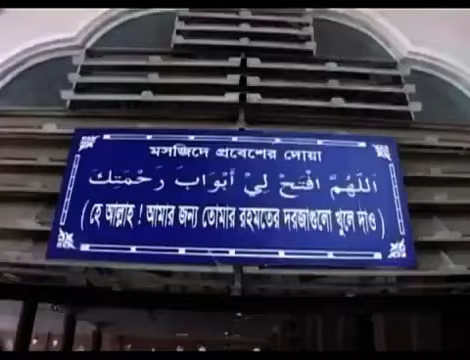 মসজিদে প্রবেশের দোয়া
اَللّٰهُمَّ افْتَحْ لِيْ أَبْوَابَ رَحْمَتِكَ
( হে আল্লাহ ! আমার জন্য তোমার রহমতের দরজাগুলো খুলে দাও )